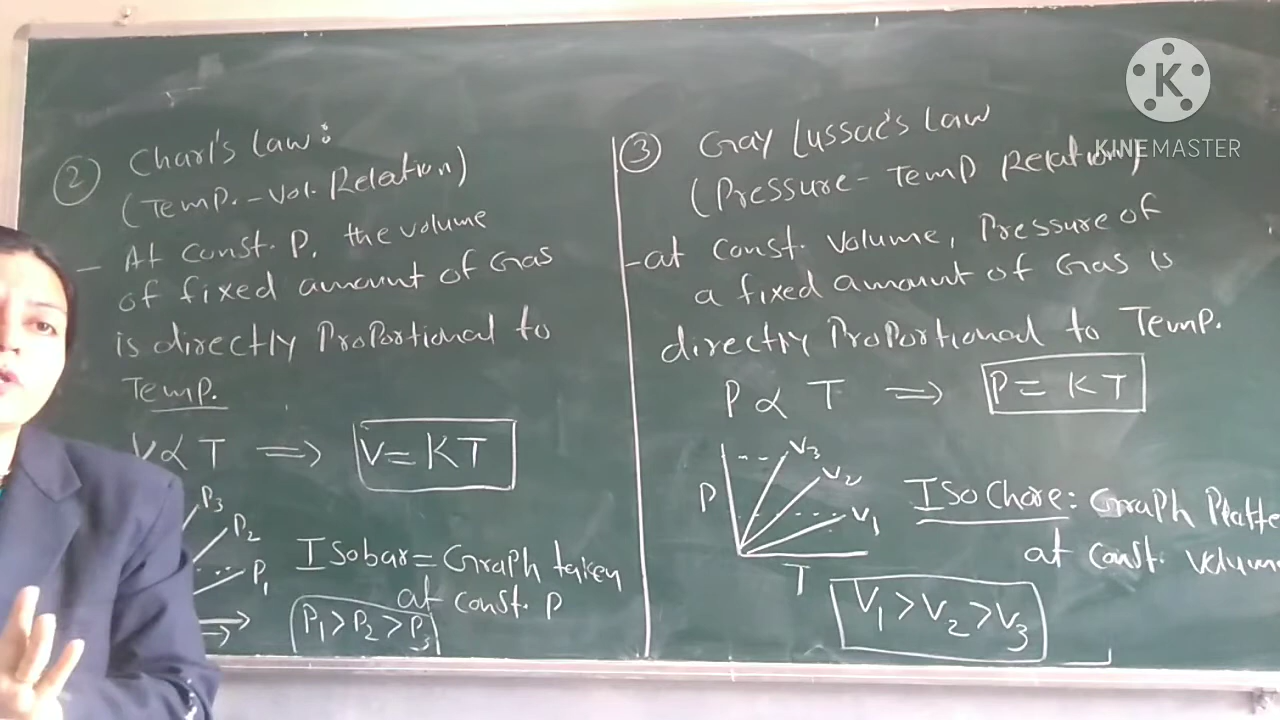 ② Charl's Law:
(Temp.-Vol. Relation)
- At const. P. the volume
of fixed amount of Gas
is directly Proportional to
Temp.
V ∝ T ⟹ V = KT
P3
P2
P1
Isobar = Graph taken
at const. P
P1 > P2 > P3
③ Gay Lussac's Law
(Pressure - Temp Relation)
- at const. Volume, Pressure of
a fixed amount of Gas is
directly Proportional to Temp.
P ∝ T ⟹ P = KT
V3
V2
P
V1
T
IsoChore: Graph Platte
at const. Volum
V1 > V2 > V3
K
KINEMASTER